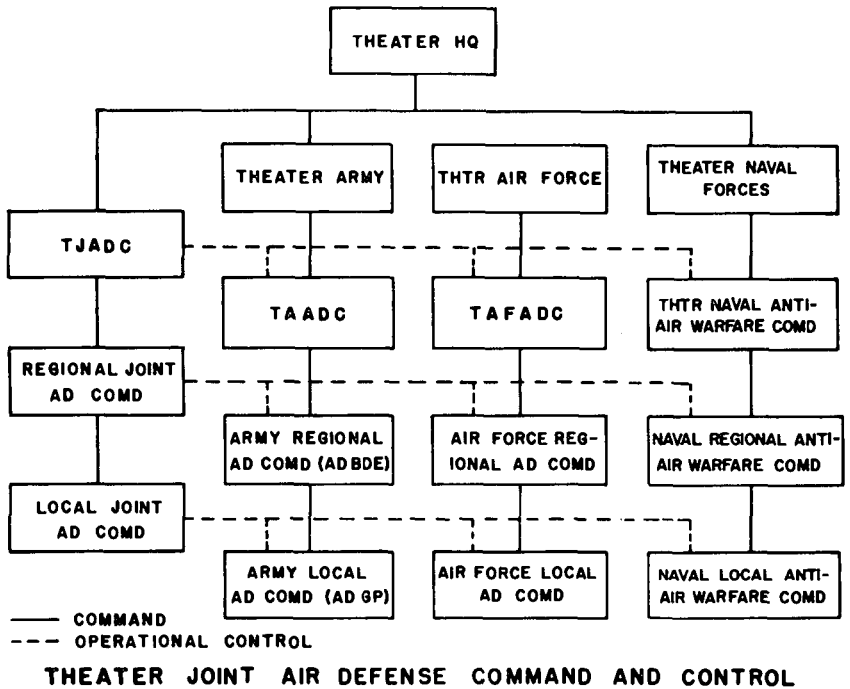 THEATER HQ
THEATER ARMY
THTR AIR FORCE
THEATER NAVAL
FORCES
TJADC
TAADC
TAFADC
THTR NAVAL ANTI-
AIR WARFARE COMD
REGIONAL JOINT
AD COMD
ARMY REGIONAL
AD COMD (AD BDE)
AIR FORCE REG-
IONAL AD COMD
NAVAL REGIONAL ANTI-
AIR WARFARE COMD
LOCAL JOINT
AD COMD
ARMY LOCAL
AD COMD (AD GP)
AIR FORCE LOCAL
AD COMD
NAVAL LOCAL ANTI-
AIR WARFARE COMD
COMMAND
OPERATIONAL CONTROL
THEATER JOINT AIR DEFENSE COMMAND AND CONTROL